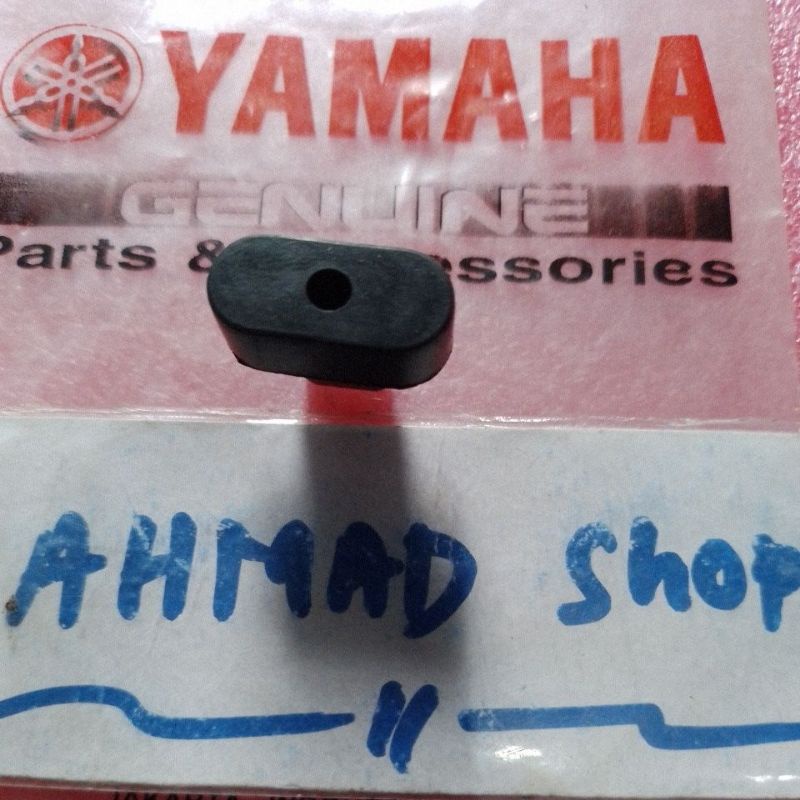 YAMAHA
GENUINE
Parts & essories
AHMAD Shop